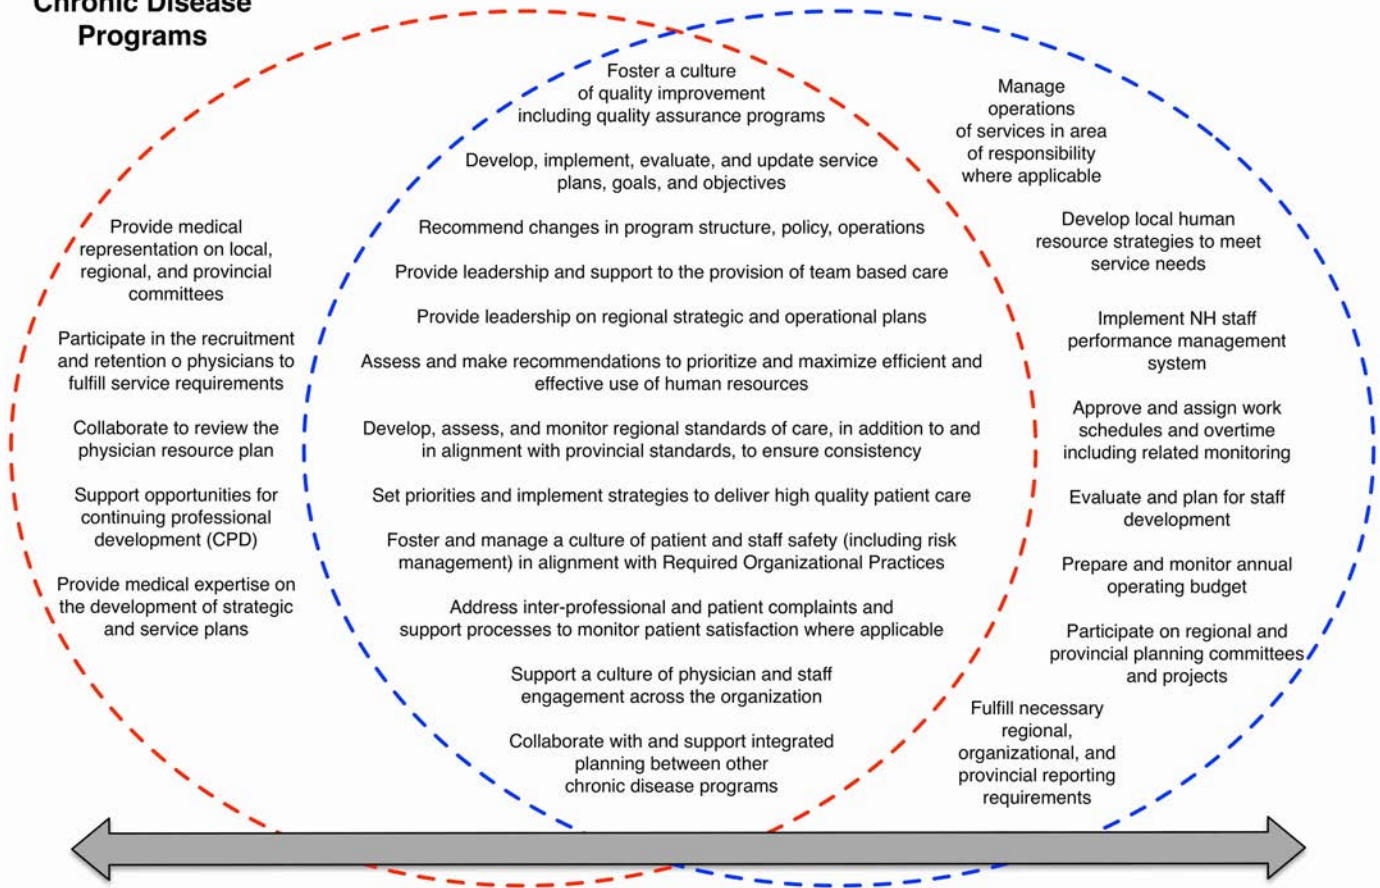 Chronic Disease
Programs
Provide medical
representation on local,
regional, and provincial
committees
Participate in the recruitment
and retention o physicians to
fulfill service requirements
Collaborate to review the
physician resource plan
Support opportunities for
continuing professional
development (CPD)
Provide medical expertise on
the development of strategic
and service plans
Foster a culture
of quality improvement
including quality assurance programs
Develop, implement, evaluate, and update service
plans, goals, and objectives
Recommend changes in program structure, policy, operations
Provide leadership and support to the provision of team based care
Provide leadership on regional strategic and operational plans
Assess and make recommendations to prioritize and maximize efficient and
effective use of human resources
Develop, assess, and monitor regional standards of care, in addition to and
in alignment with provincial standards, to ensure consistency
Set priorities and implement strategies to deliver high quality patient care
Foster and manage a culture of patient and staff safety (including risk
management) in alignment with Required Organizational Practices
Address inter-professional and patient complaints and
support processes to monitor patient satisfaction where applicable
Support a culture of physician and staff
engagement across the organization
Collaborate with and support integrated
planning between other
chronic disease programs
Manage
operations
of services in area
of responsibility
where applicable
Develop local human
resource strategies to meet
service needs
Implement NH staff
performance management
system
Approve and assign work
schedules and overtime
including related monitoring
Evaluate and plan for staff
development
Prepare and monitor annual
operating budget
Participate on regional and
provincial planning committees
and projects
Fulfill necessary
regional,
organizational, and
provincial reporting
requirements